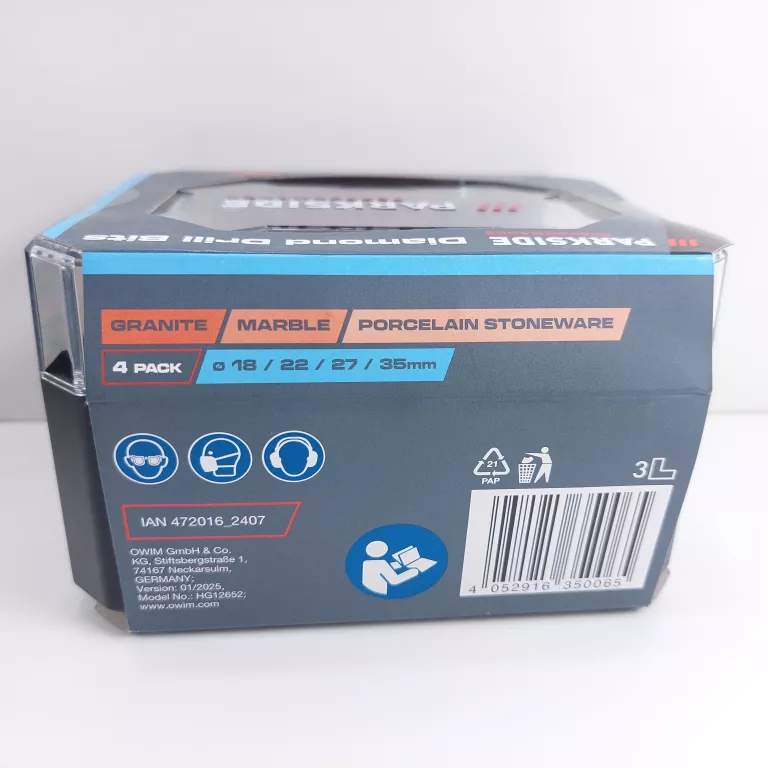 PARKSIDE
PARKSIDE
Diamond Drill Bits
GRANITE
MARBLE
PORCELAIN STONEWARE
4 PACK
ø 18 / 22 / 27 / 35mm
21
PAP
3
IAN 472016_2407
OWIM GmbH & Co.
KG, Stiftsbergstraße 1,
74167 Neckarsulm,
GERMANY;
Version: 01/2025,
Model No.: HG12652;
www.owim.com
4 052916 350065